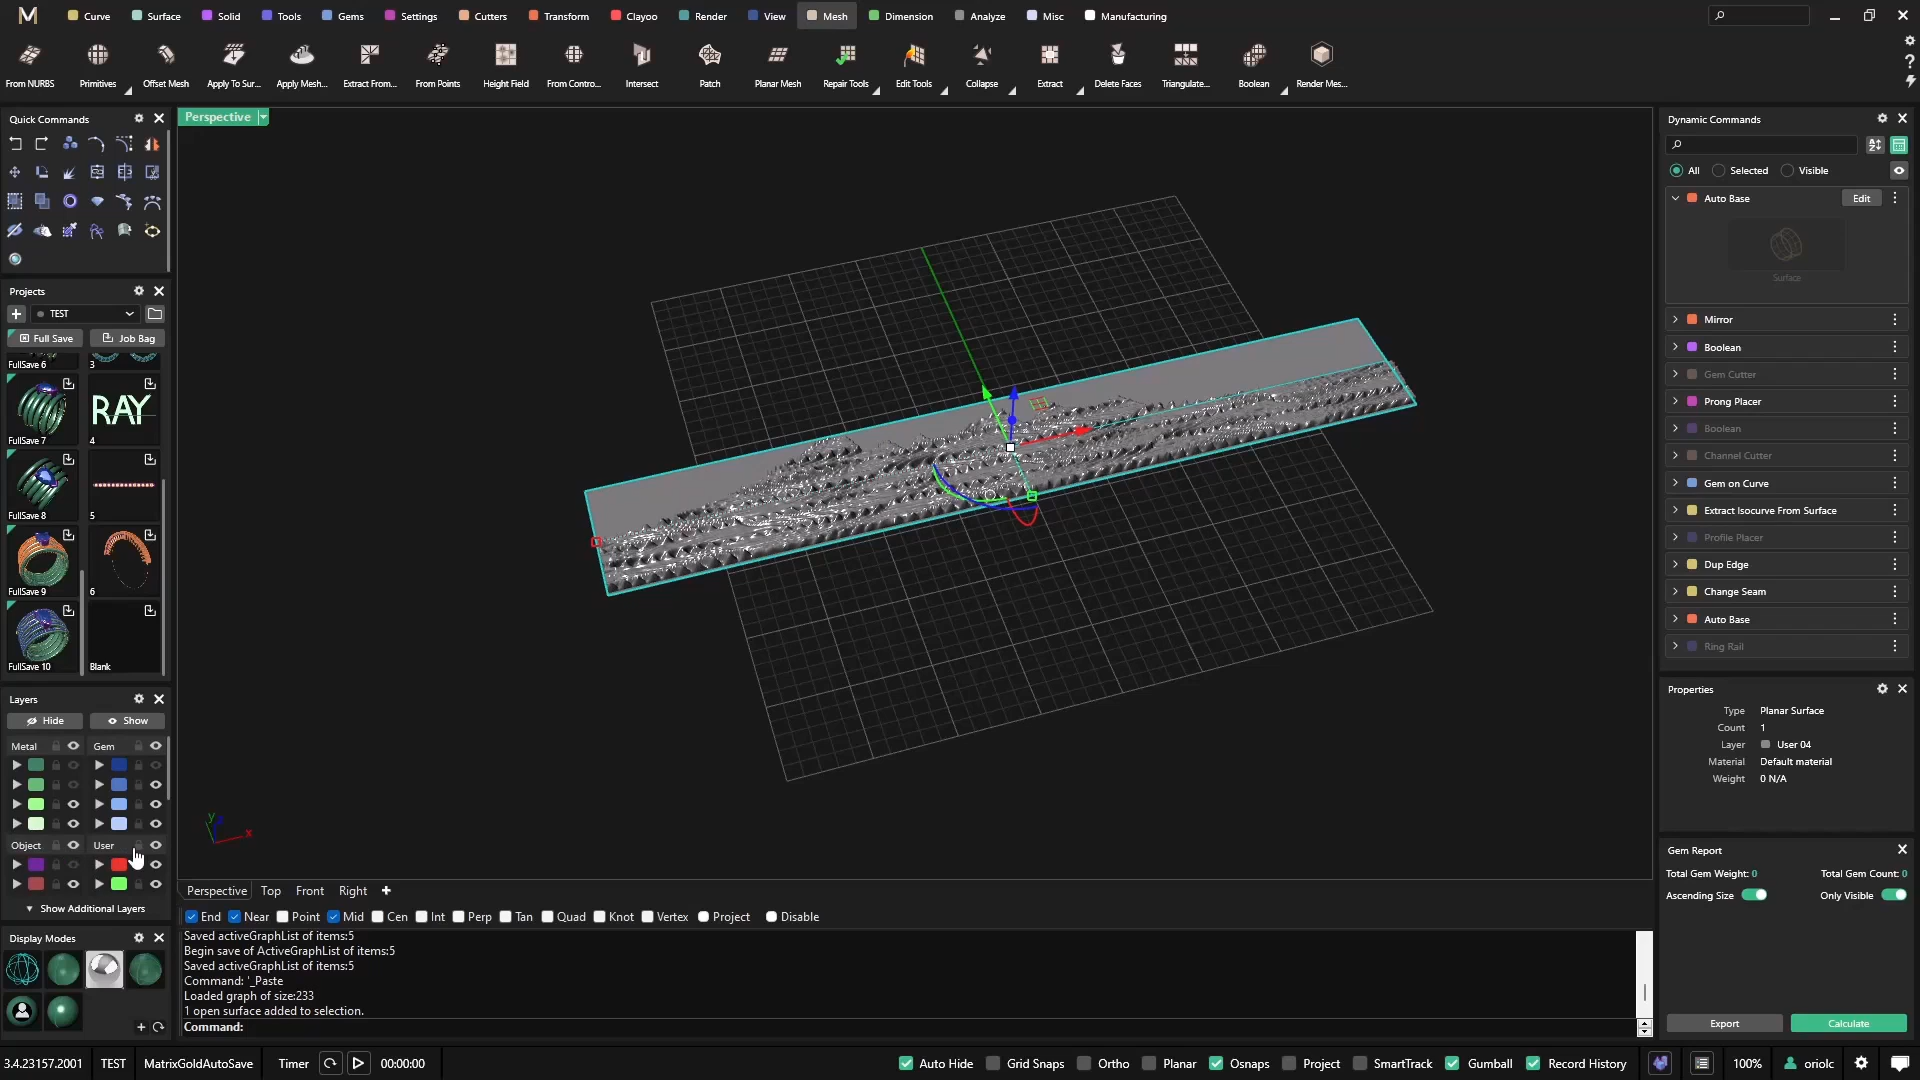 Curve
Surface
Solid
Tools
Gems
Settings
Cutters
Transform
Clayoo
Render
View
Mesh
Dimension
Analyze
Misc
Manufacturing
From NURBS
Primitives
Offset Mesh
Apply To Sur...
Apply Mesh...
Extract From...
From Points
Height Field
From Contro...
Intersect
Patch
Planar Mesh
Repair Tools
Edit Tools
Collapse
Extract
Delete Faces
Triangulate...
Boolean
Render Mes...
Quick Commands
Projects
TEST
Full Save
Job Bag
FullSave 6
3
FullSave 7
RAY
4
FullSave 8
5
FullSave 9
6
FullSave 10
Blank
Layers
Hide
Show
Metal
Gem
Object
User
Show Additional Layers
Display Modes
Perspective
y
x
Perspective
Top
Front
Right
End
Near
Point
Mid
Cen
Int
Perp
Tan
Quad
Knot
Vertex
Project
Disable
Saved activeGraphList of items:5
Begin save of ActiveGraphList of items:5
Saved activeGraphList of items:5
Command: '_Paste
Loaded graph of size:233
1 open surface added to selection.
Command:
Dynamic Commands
All
Selected
Visible
Auto Base
Edit
Surface
Mirror
Boolean
Gem Cutter
Prong Placer
Boolean
Channel Cutter
Gem on Curve
Extract Isocurve From Surface
Profile Placer
Dup Edge
Change Seam
Auto Base
Ring Rail
Properties
Type Planar Surface
Count 1
Layer User 04
Material Default material
Weight 0 N/A
Gem Report
Total Gem Weight: 0
Total Gem Count: 0
Ascending Size
Only Visible
Export
Calculate
3.4.23157.2001
TEST
MatrixGoldAutoSave
Timer
00:00:00
Auto Hide
Grid Snaps
Ortho
Planar
Osnaps
Project
SmartTrack
Gumball
Record History
100%
oriolc